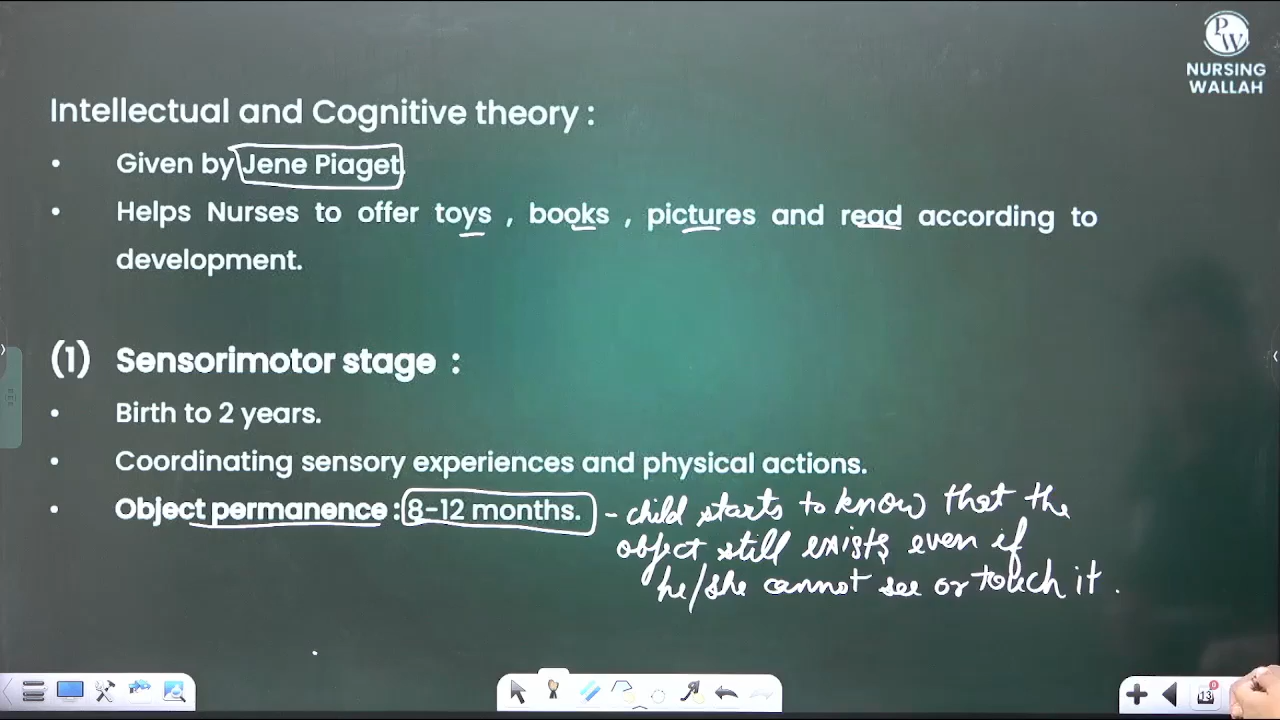 PW
NURSING
WALLAH
Intellectual and Cognitive theory :
• Given by Jene Piaget.
• Helps Nurses to offer toys , books , pictures and read according to
development.
(1) Sensorimotor stage :
• Birth to 2 years.
• Coordinating sensory experiences and physical actions.
• Object permanence : 8-12 months. - child starts to know that the
object still exists even if
he/she cannot see or touch it .
13